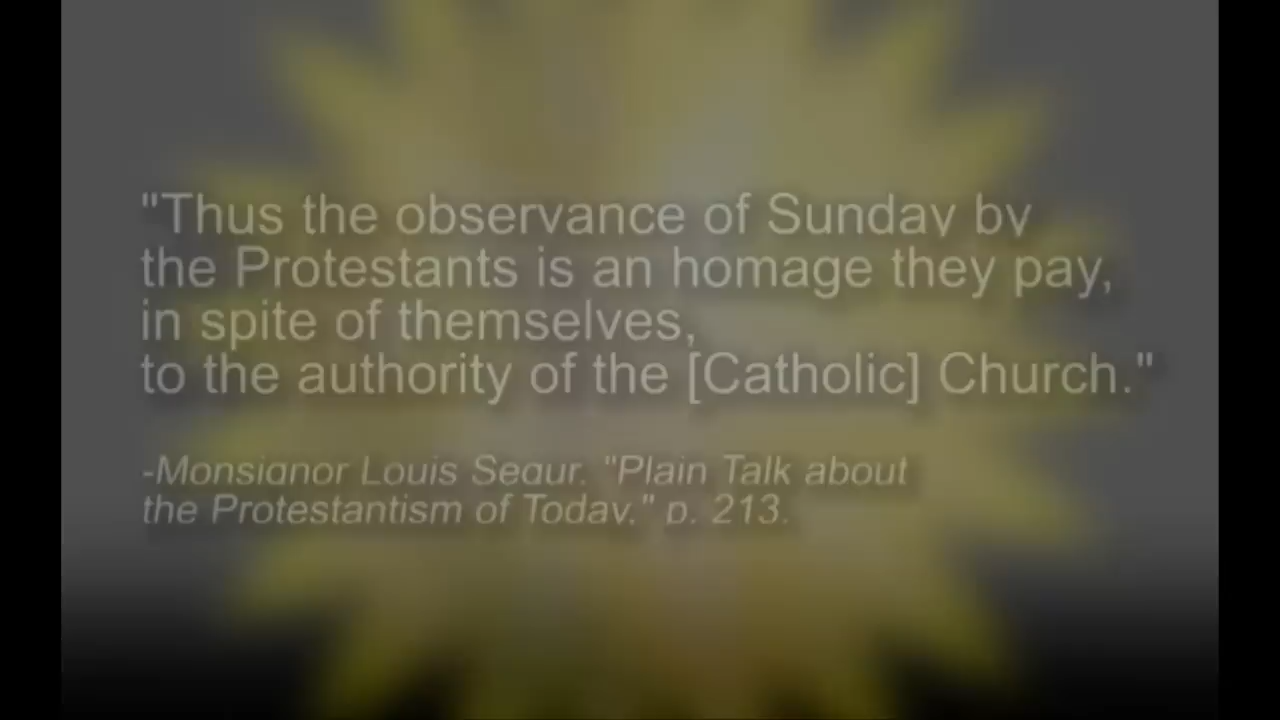 "Thus the observance of Sunday by
the Protestants is an homage they pay,
in spite of themselves,
to the authority of the [Catholic] Church."
-Monsignor Louis Segur, "Plain Talk about
the Protestantism of Today," p. 213.